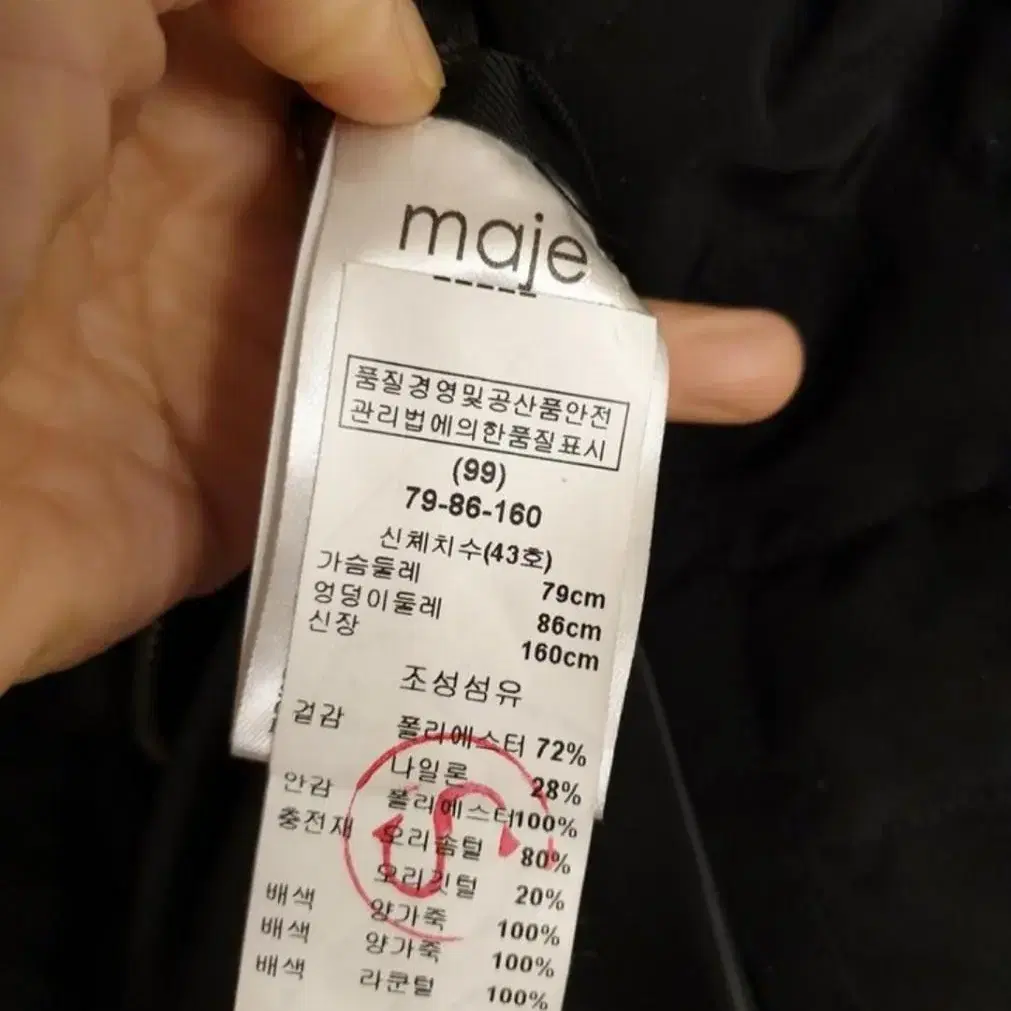 maje
품질경영및공산품안전
관리법에의한품질표시
(99)
79-86-160
신체치수(43호)
가슴둘레 79cm
엉덩이둘레 86cm
신장 160cm
조성섬유
겉감 폴리에스터 72%
나일론 28%
안감 폴리에스터100%
충전재 오리솜털 80%
오리깃털 20%
배색 양가죽 100%
배색 양가죽 100%
배색 라쿤털 100%